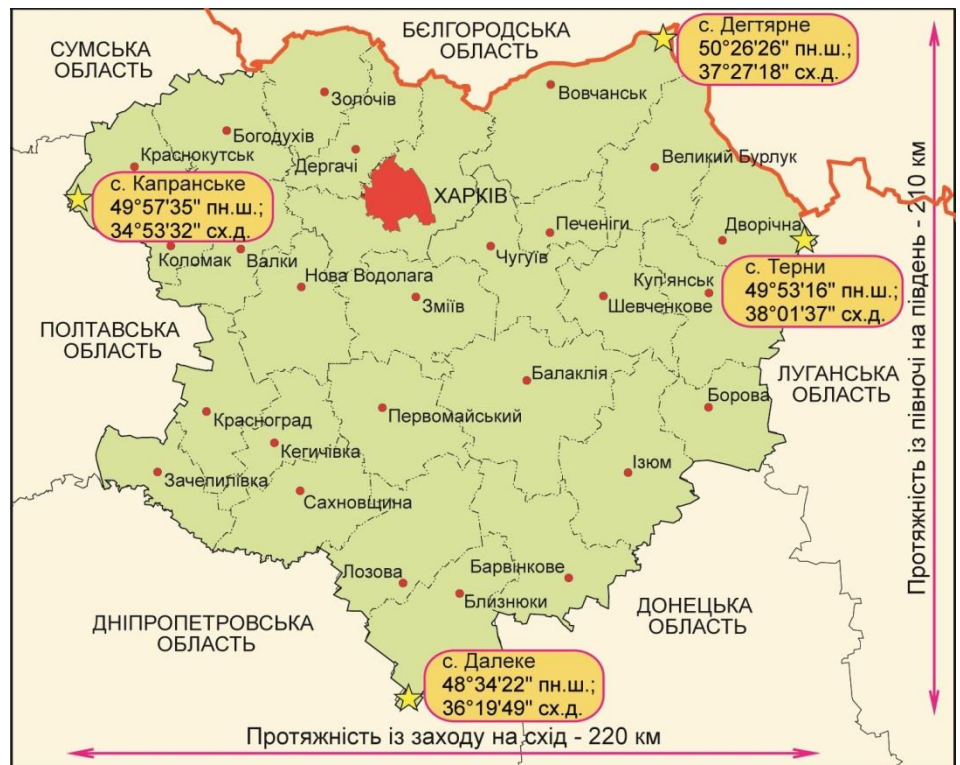 СУМСЬКА
ОБЛАСТЬ
БЄЛГОРОДСЬКА
ОБЛАСТЬ
с. Дегтярне
50°26'26" пн.ш.;
37°27'18" сх.д.
Золочів
Вовчанськ
Богодухів
Дергачі
Краснокутськ
Великий Бурлук
с. Капранське
49°57'35" пн.ш.;
34°53'32" сх.д.
ХАРКІВ
Печеніги
Дворічна
Чугуїв
Коломак
Валки
Нова Водолага
Зміїв
Куп'янськ
Шевченкове
с. Терни
49°53'16" пн.ш.;
38°01'37" сх.д.
ПОЛТАВСЬКА
ОБЛАСТЬ
ЛУГАНСЬКА
ОБЛАСТЬ
Балаклія
Борова
Красноград
Первомайський
Кегичівка
Зачепилівка
Сахновщина
Ізюм
Лозова
Барвінкове
Близнюки
ДНІПРОПЕТРОВСЬКА
ОБЛАСТЬ
ДОНЕЦЬКА
ОБЛАСТЬ
с. Далеке
48°34'22" пн.ш.;
36°19'49" сх.д.
Протяжність із заходу на схід - 220 км
Протяжність із півночі на південь - 210 км